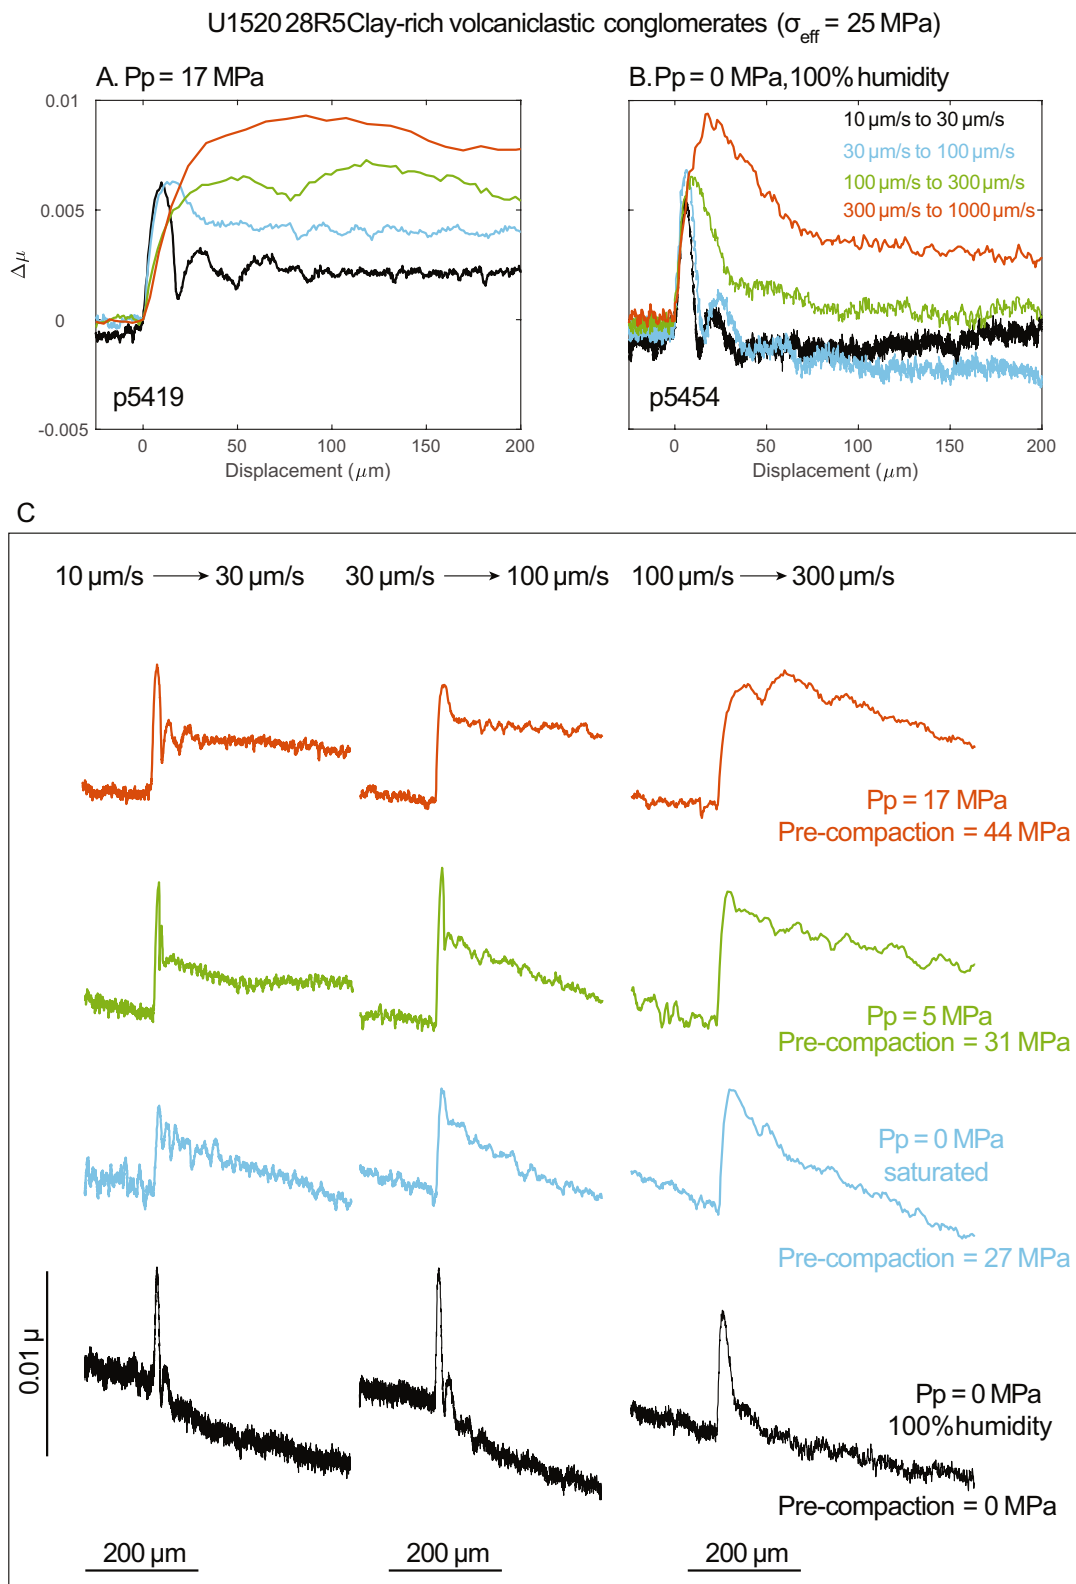 U1520 28R5Clay-rich volcaniclastic conglomerates (σeff = 25 MPa)
A. Pp = 17 MPa
B. Pp = 0 MPa, 100% humidity
0.01
0.005
0
-0.005
Δμ
p5419
0
50
100
150
200
Displacement (μm)
10 μm/s to 30 μm/s
30 μm/s to 100 μm/s
100 μm/s to 300 μm/s
300 μm/s to 1000 μm/s
p5454
0
50
100
150
200
Displacement (μm)
C
10 μm/s → 30 μm/s
30 μm/s → 100 μm/s
100 μm/s → 300 μm/s
Pp = 17 MPa
Pre-compaction = 44 MPa
Pp = 5 MPa
Pre-compaction = 31 MPa
Pp = 0 MPa
saturated
Pre-compaction = 27 MPa
0.01 μ
Pp = 0 MPa
100% humidity
Pre-compaction = 0 MPa
200 μm
200 μm
200 μm